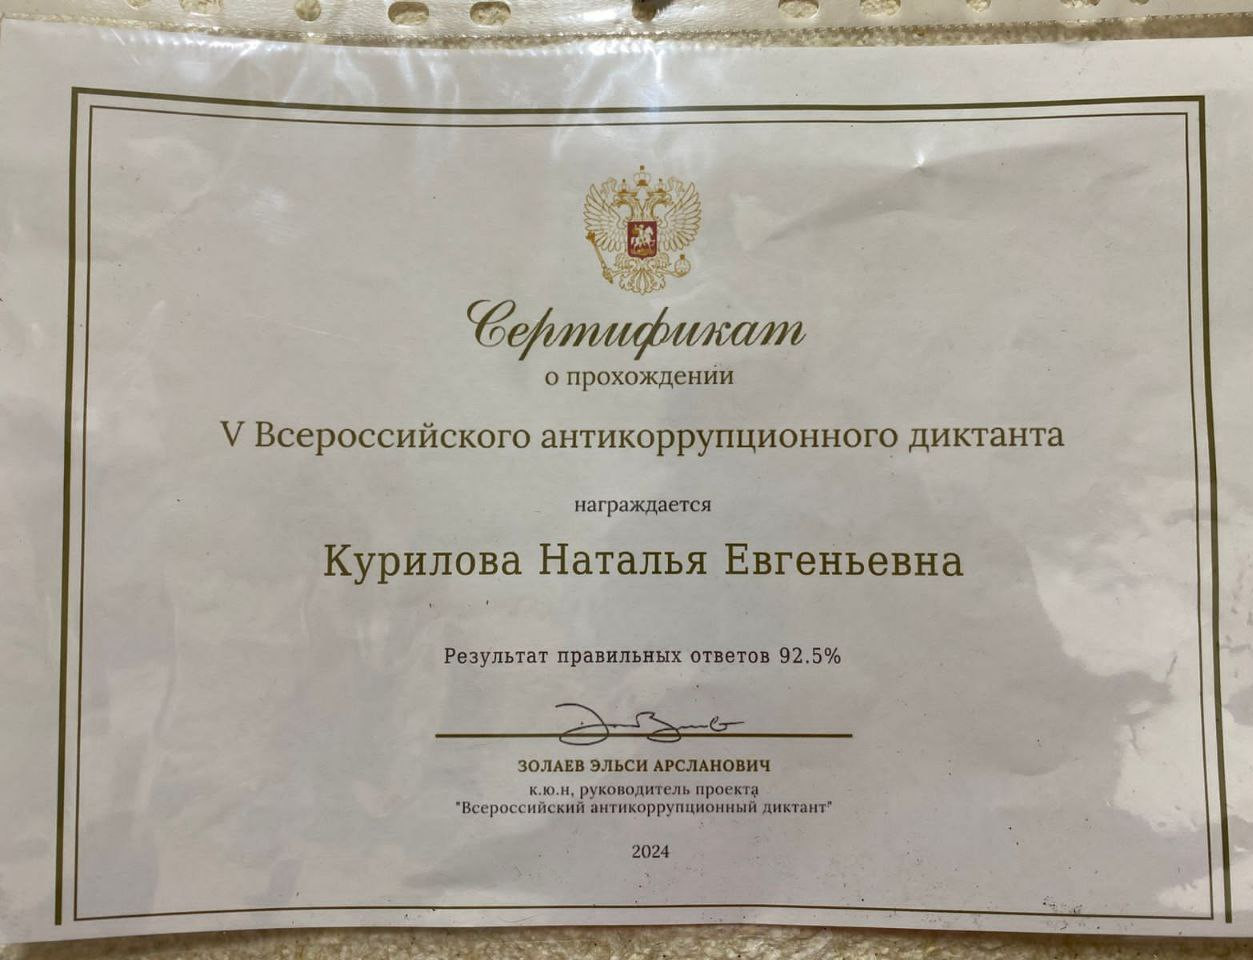 Сертификат
о прохождении
V Всероссийского антикоррупционного диктанта
награждается
Курилова Наталья Евгеньевна
Результат правильных ответов 92.5%
ЗОЛАЕВ ЭЛЬСИ АРСЛАНОВИЧ
к.ю.н, руководитель проекта
"Всероссийский антикоррупционный диктант"
2024